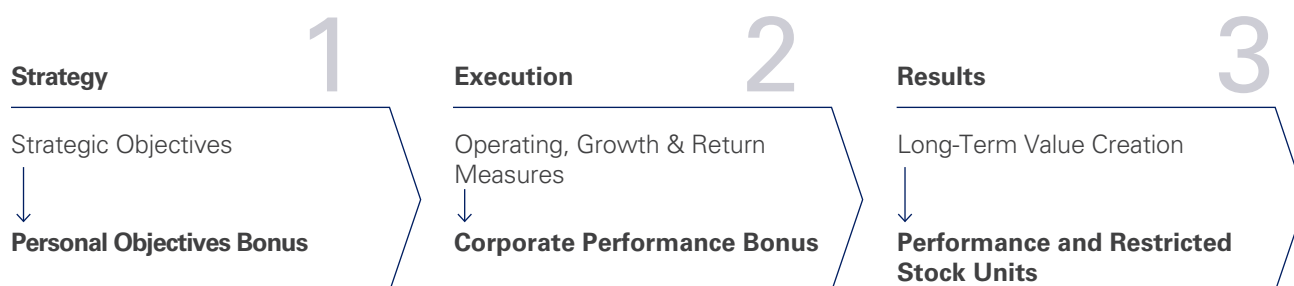 1
Strategy
Strategic Objectives
Personal Objectives Bonus
2
Execution
Operating, Growth & Return
Measures
Corporate Performance Bonus
3
Results
Long-Term Value Creation
Performance and Restricted
Stock Units